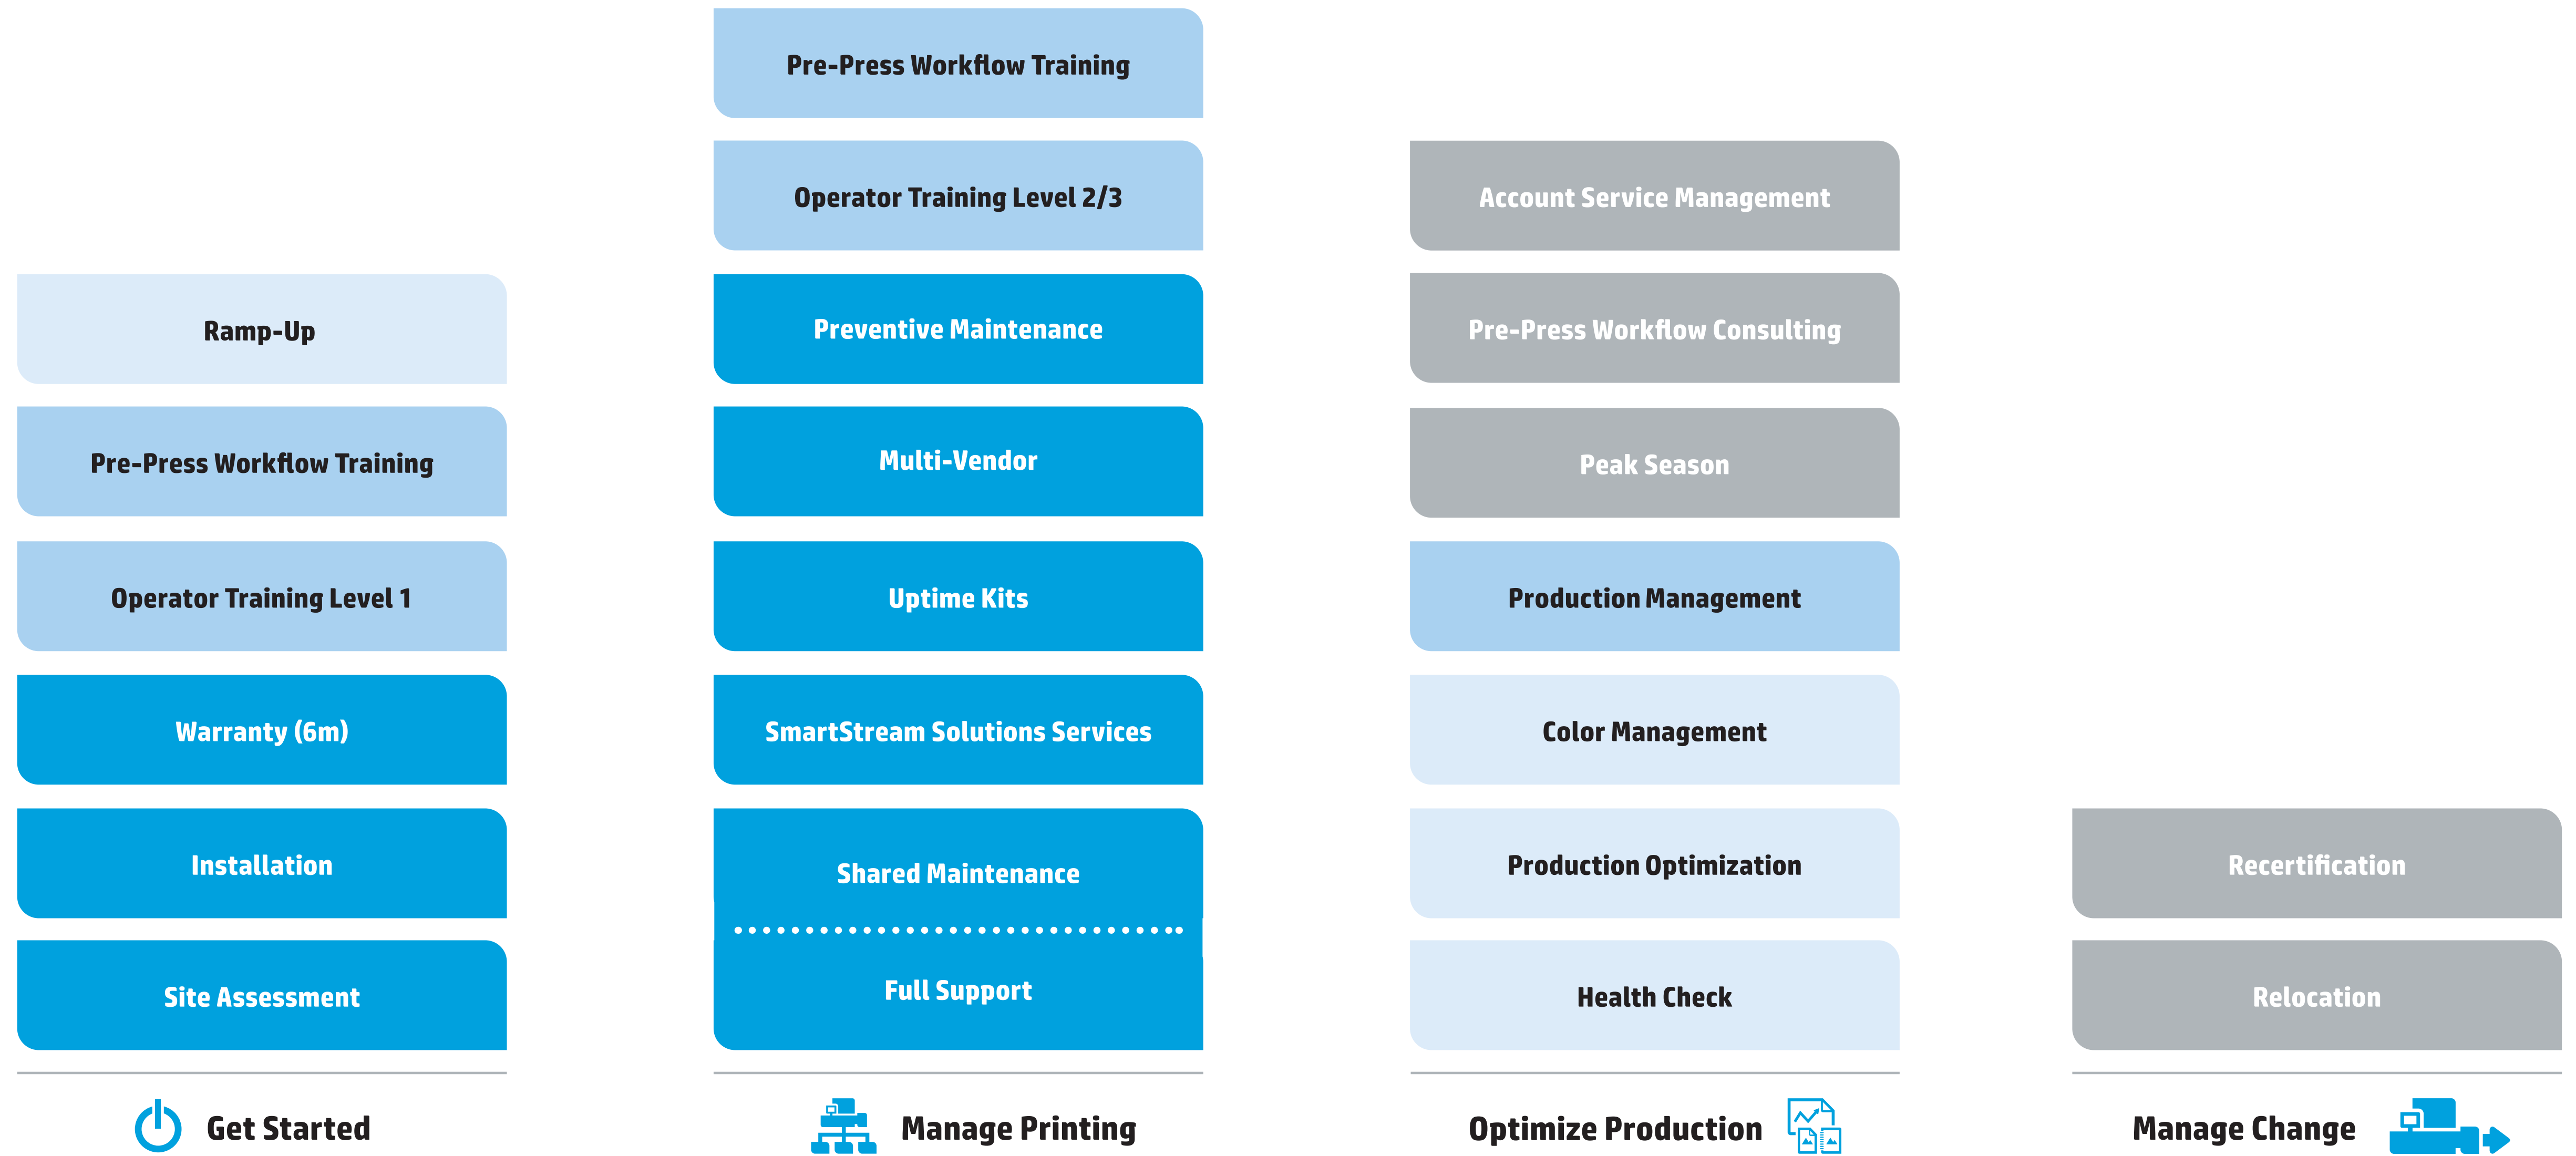 Ramp-Up
Pre-Press Workflow Training
Operator Training Level 1
Warranty (6m)
Installation
Site Assessment
Get Started
Pre-Press Workflow Training
Operator Training Level 2/3
Preventive Maintenance
Multi-Vendor
Uptime Kits
SmartStream Solutions Services
Shared Maintenance
Full Support
Manage Printing
Account Service Management
Pre-Press Workflow Consulting
Peak Season
Production Management
Color Management
Production Optimization
Health Check
Optimize Production
Recertification
Relocation
Manage Change